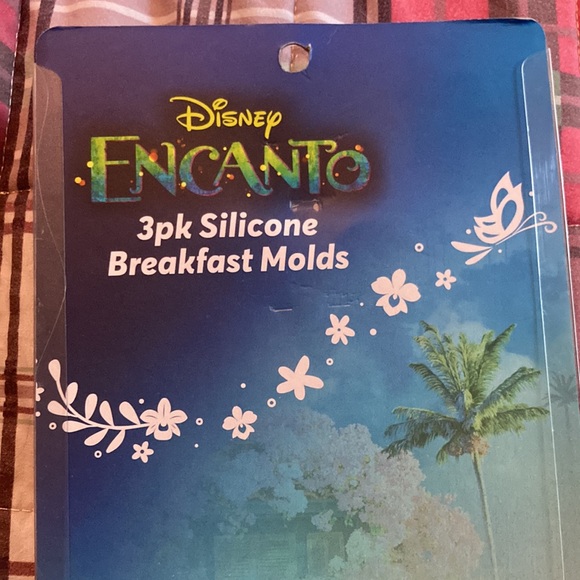 Disney
ENCANTO
3pk Silicone
Breakfast Molds